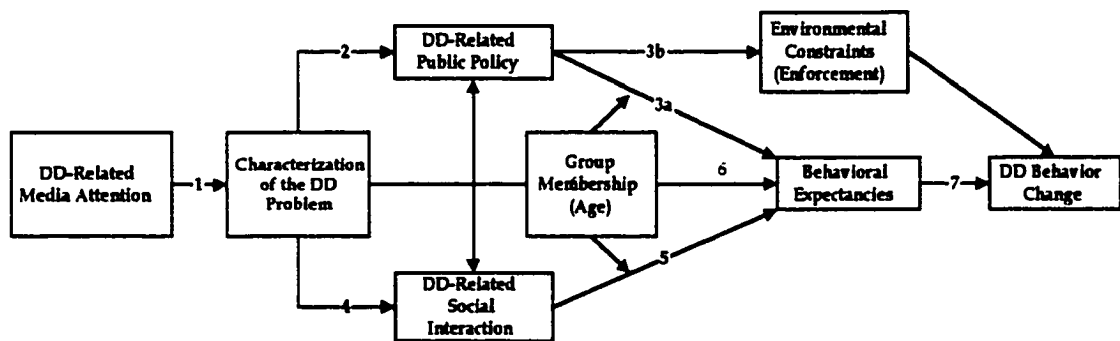 DD-Related
Media Attention
1
Characterization
of the DD
Problem
2
DD-Related
Public Policy
3b
Environmental
Constraints
(Enforcement)
3a
Group
Membership
(Age)
6
Behavioral
Expectancies
7
DD Behavior
Change
4
DD-Related
Social
Interaction
5